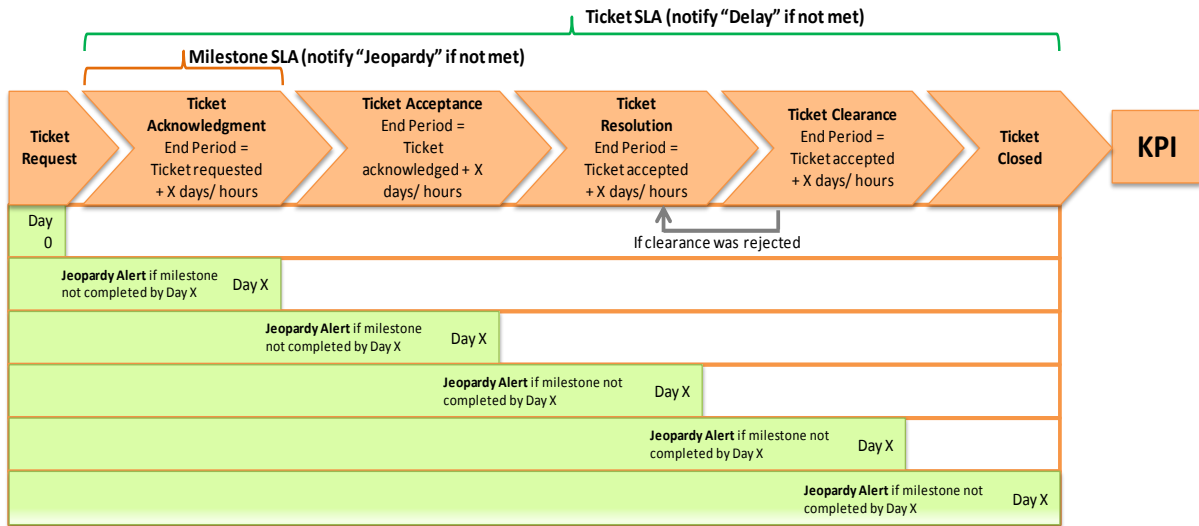 Ticket SLA (notify “Delay” if not met)
Milestone SLA (notify “Jeopardy” if not met)
Ticket
Request
Ticket
Acknowledgment
End Period =
Ticket requested
+ X days/ hours
Ticket Acceptance
End Period =
Ticket
acknowledged + X
days/ hours
Ticket
Resolution
End Period =
Ticket accepted
+ X days/ hours
Ticket Clearance
End Period =
Ticket accepted
+ X days/ hours
Ticket
Closed
KPI
Day
0
If clearance was rejected
Jeopardy Alert if milestone
not completed by Day X
Day X
Jeopardy Alert if milestone
not completed by Day X
Day X
Jeopardy Alert if milestone not
completed by Day X
Day X
Jeopardy Alert if milestone not
completed by Day X
Day X
Jeopardy Alert if milestone not
completed by Day X
Day X